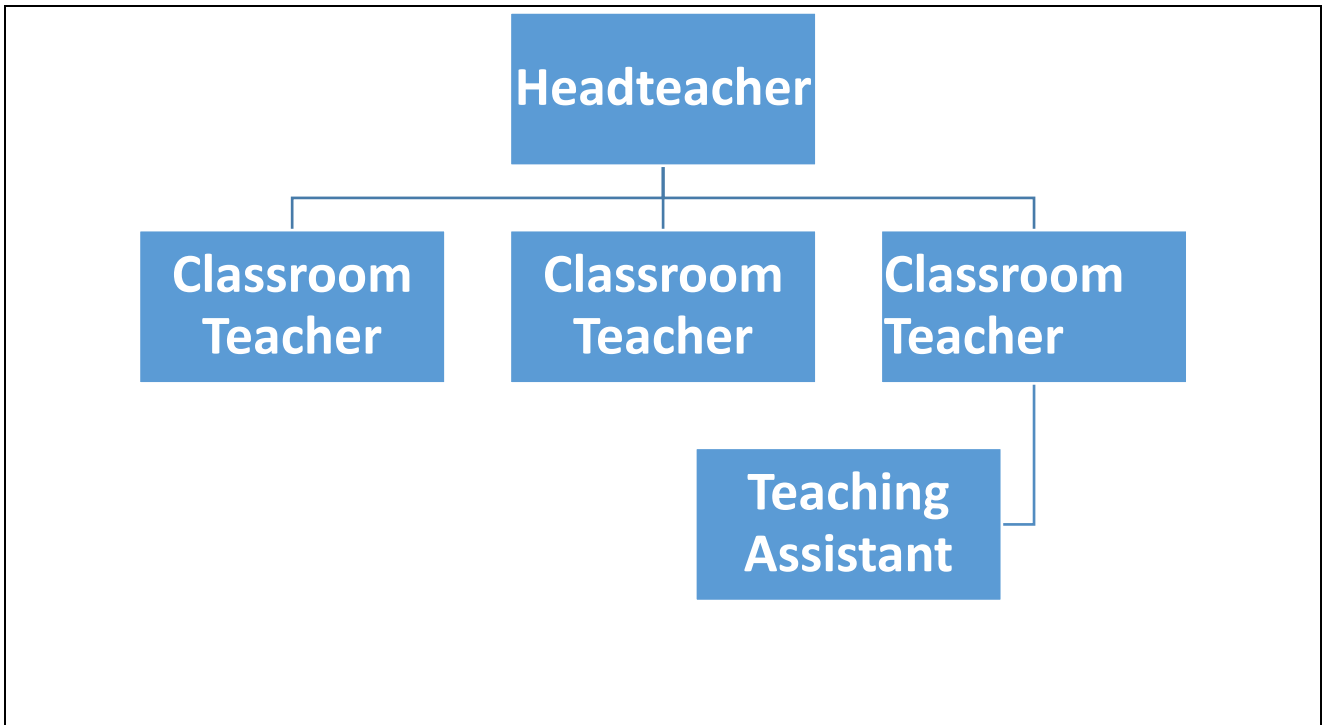 Headteacher
Classroom
Teacher
Classroom
Teacher
Classroom
Teacher
Teaching
Assistant